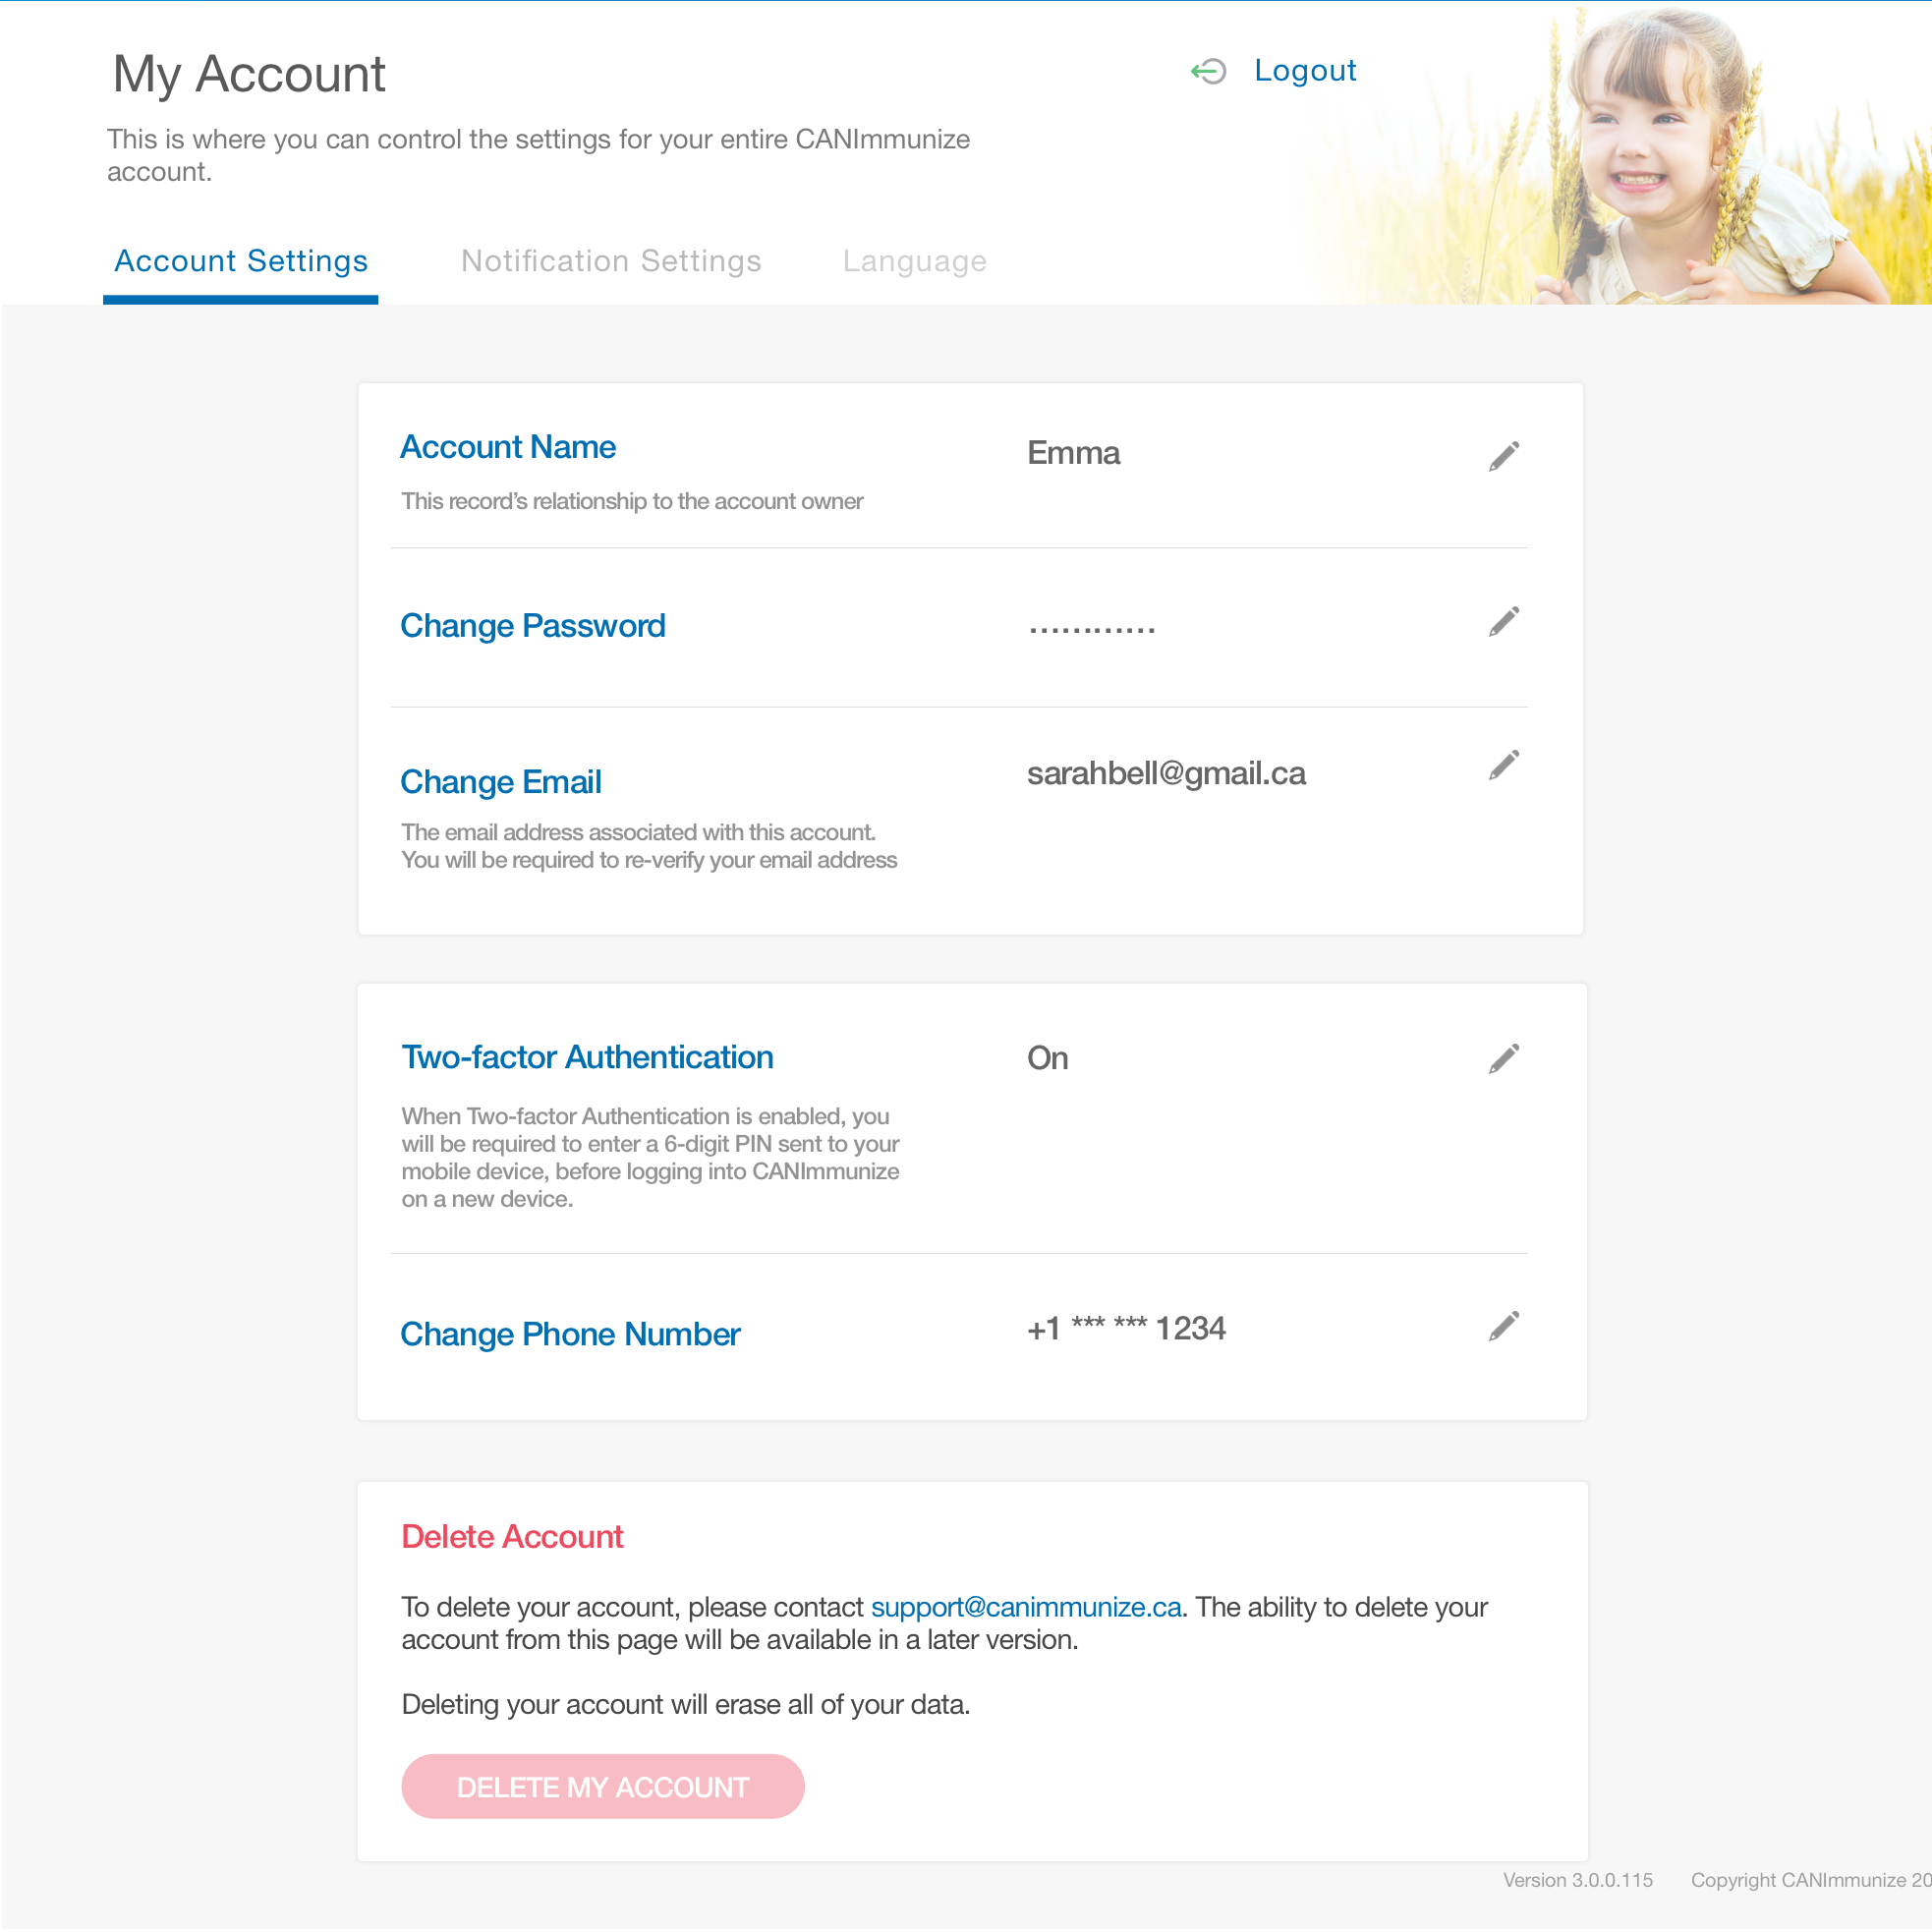 My Account
Logout
This is where you can control the settings for your entire CANImmunize
account.
Account Settings
Notification Settings
Language
Account Name
Emma
This record’s relationship to the account owner
Change Password
............
Change Email
sarahbell@gmail.ca
The email address associated with this account.
You will be required to re-verify your email address
Two-factor Authentication
On
When Two-factor Authentication is enabled, you
will be required to enter a 6-digit PIN sent to your
mobile device, before logging into CANImmunize
on a new device.
Change Phone Number
+1 *** *** 1234
Delete Account
To delete your account, please contact support@canimmunize.ca. The ability to delete your
account from this page will be available in a later version.
Deleting your account will erase all of your data.
DELETE MY ACCOUNT
Version 3.0.0.115
Copyright CANImmunize 20